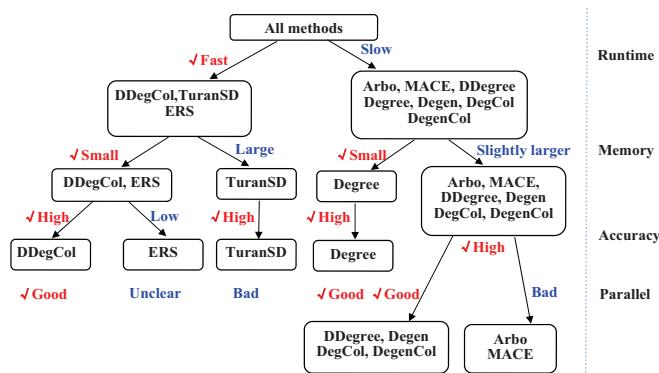 All methods
Runtime
√ Fast
Slow
DDegCol,TuranSD
ERS
Arbo, MACE, DDegree
Degree, Degen, DegCol
DegenCol
Memory
√ Small
Large
√ Small
Slightly larger
DDegCol, ERS
TuranSD
Degree
Arbo, MACE,
DDegree, Degen
DegCol, DegenCol
Accuracy
√ High
Low
√ High
√ High
√ High
DDegCol
ERS
TuranSD
Degree
Parallel
√ Good
Unclear
Bad
√ Good
√ Good
Bad
DDegree, Degen
DegCol, DegenCol
Arbo
MACE